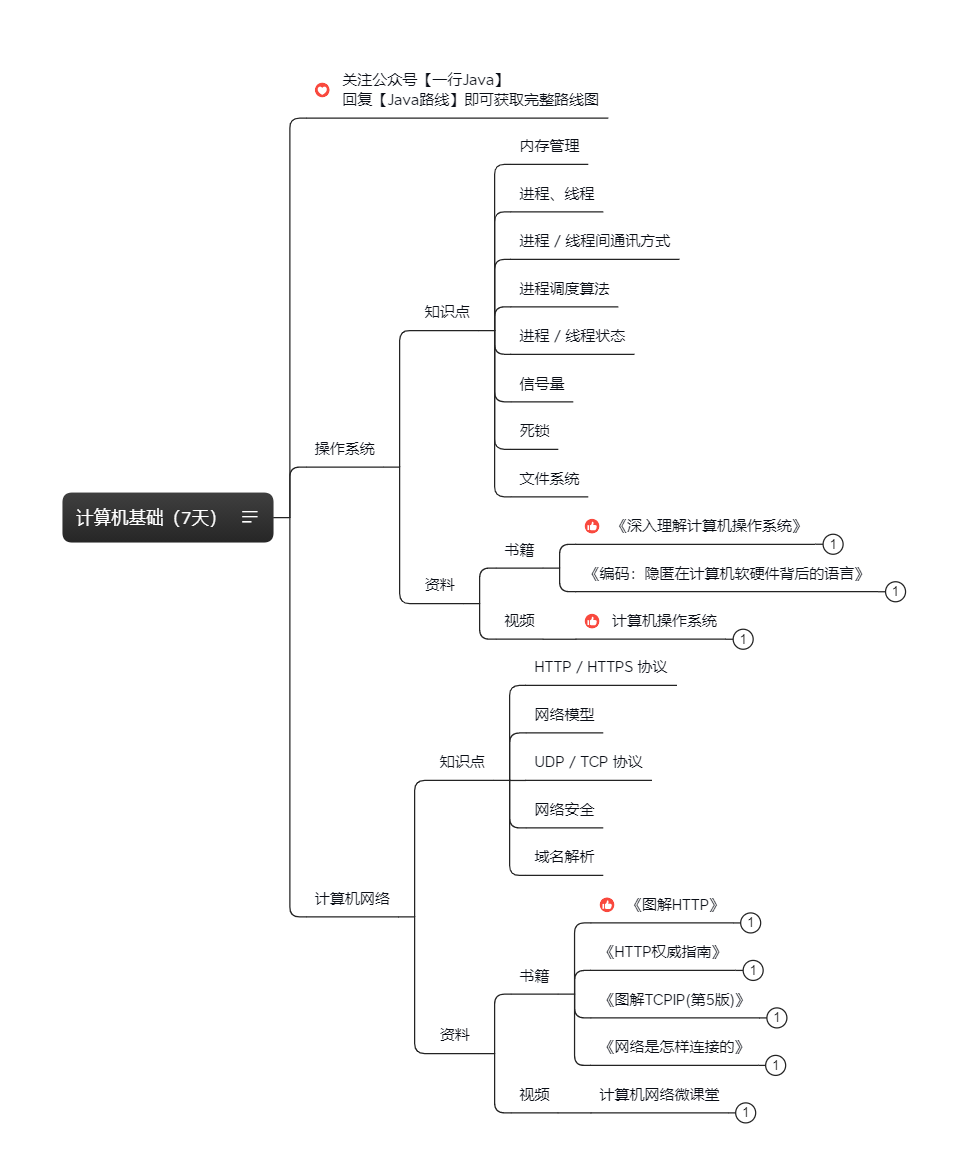 关注公众号【一行Java】
回复【Java路线】即可获取完整路线图
内存管理
进程、线程
进程 / 线程间通讯方式
进程调度算法
知识点
进程 / 线程状态
信号量
死锁
操作系统
文件系统
计算机基础（7天）
《深入理解计算机操作系统》
1
书籍
《编码：隐匿在计算机软硬件背后的语言》
1
资料
视频
计算机操作系统
1
HTTP / HTTPS 协议
网络模型
知识点
UDP / TCP 协议
网络安全
域名解析
计算机网络
《图解HTTP》
1
《HTTP权威指南》
1
书籍
《图解TCPIP(第5版)》
1
资料
《网络是怎样连接的》
1
视频
计算机网络微课堂
1